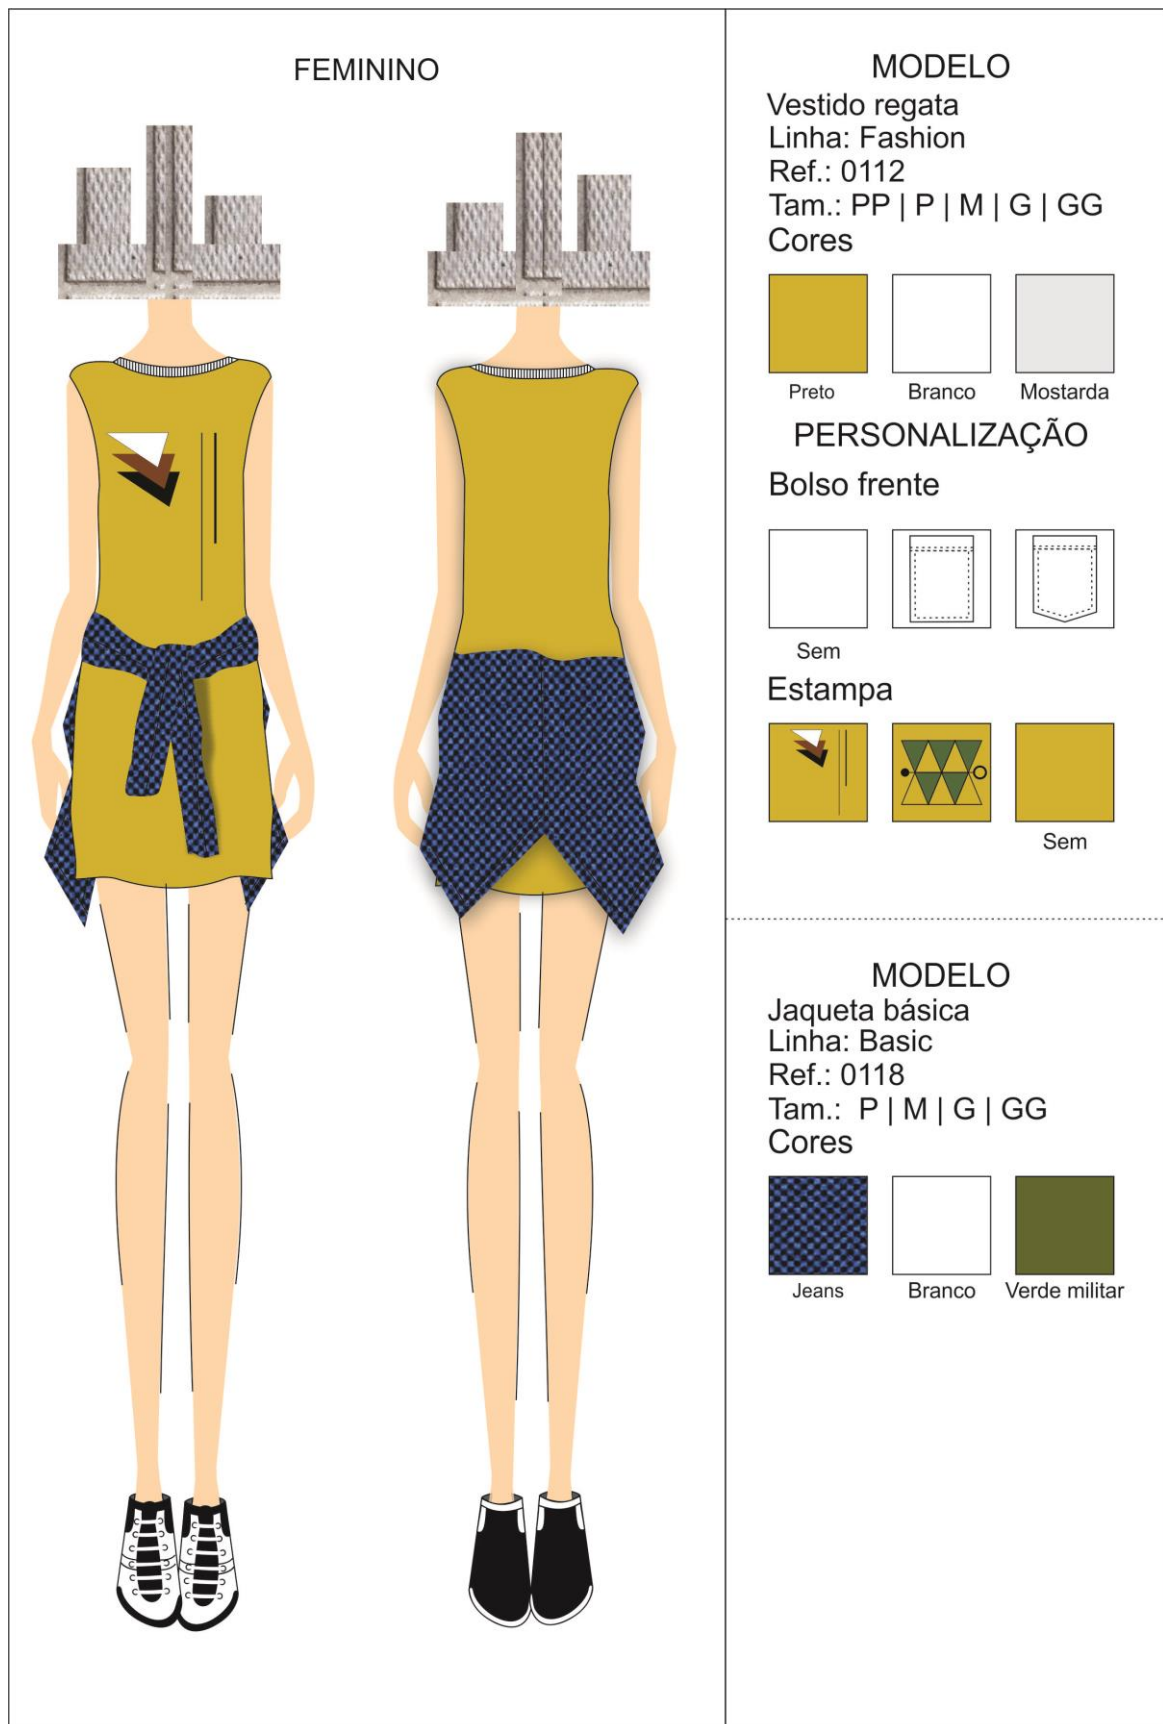 FEMININO
MODELO
Vestido regata
Linha: Fashion
Ref.: 0112
Tam.: PP | P | M | G | GG
Cores
Preto
Branco
Mostarda
PERSONALIZAÇÃO
Bolso frente
Sem
Estampa
Sem
MODELO
Jaqueta básica
Linha: Basic
Ref.: 0118
Tam.: P | M | G | GG
Cores
Jeans
Branco
Verde militar